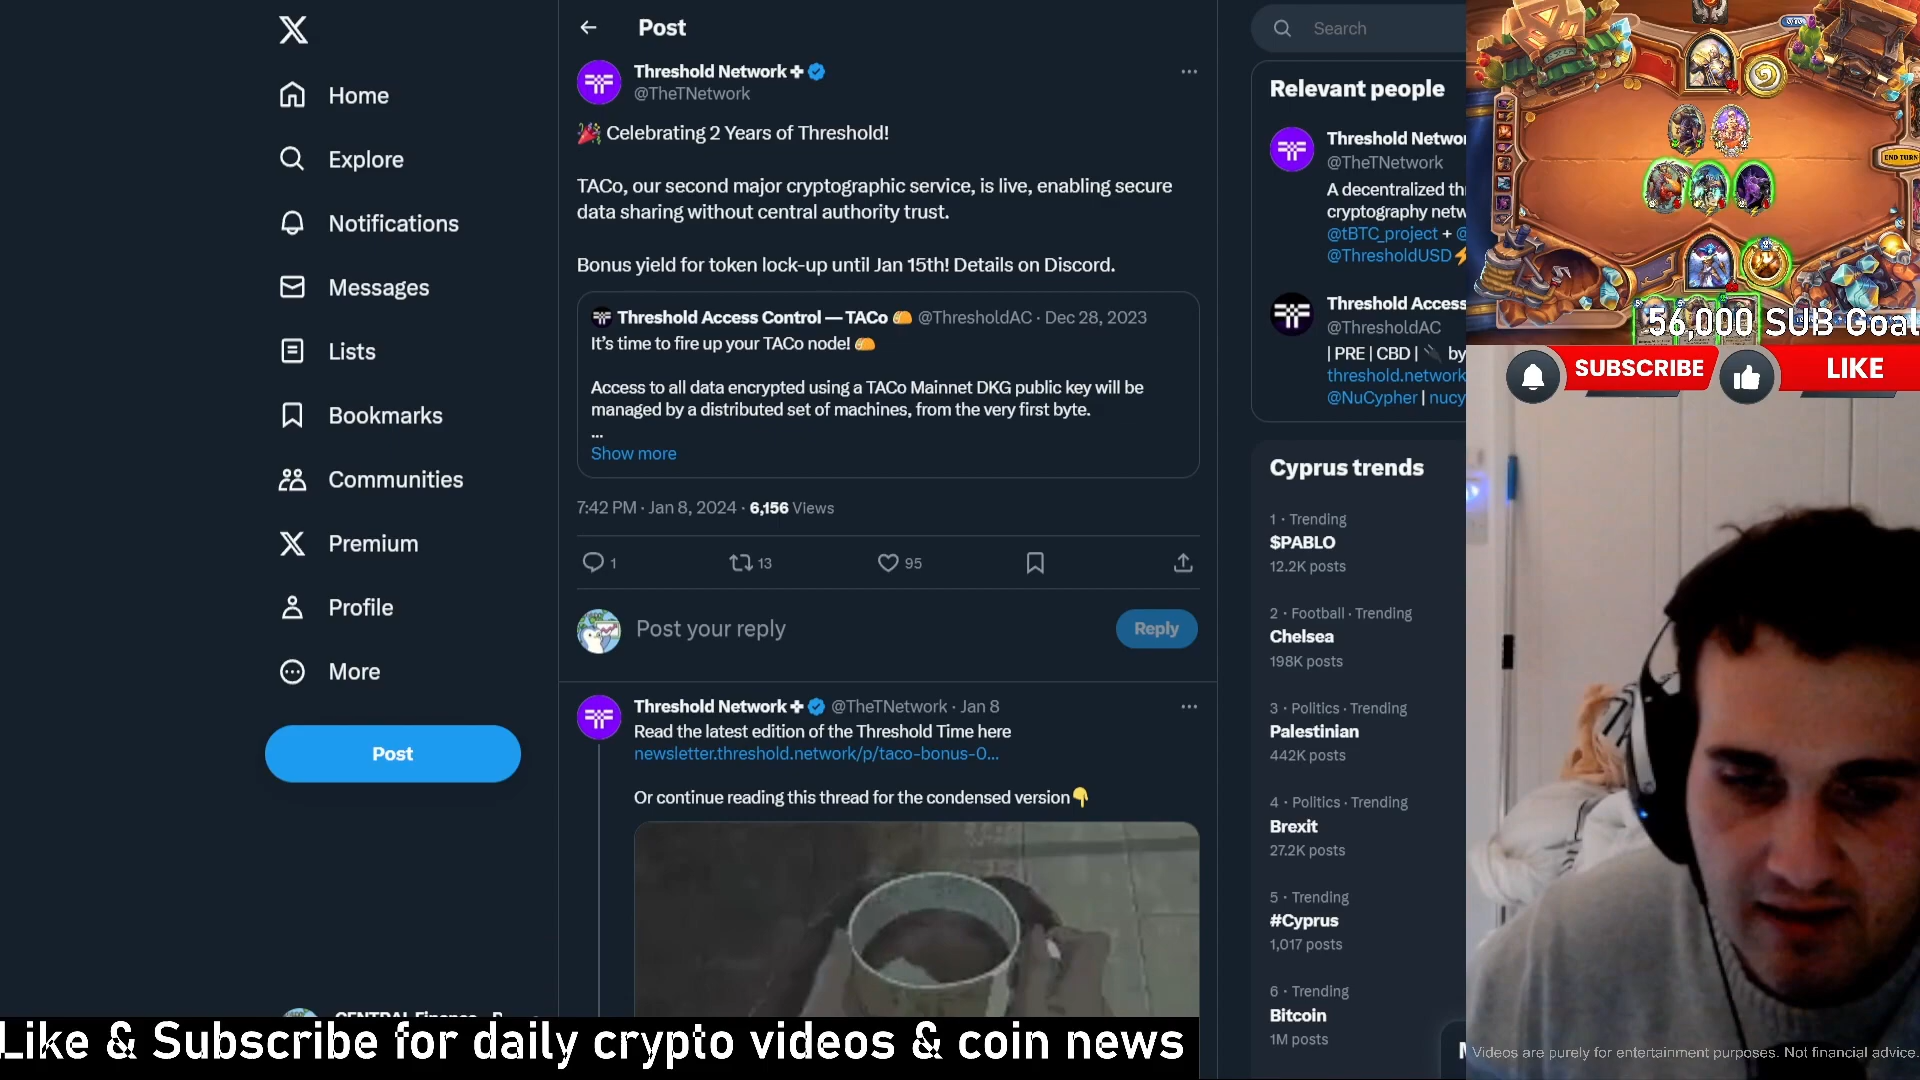 Home
Explore
Notifications
Messages
Lists
Bookmarks
Communities
Premium
Profile
More
Post
Post
Threshold Network
@TheTNetwork
🎉 Celebrating 2 Years of Threshold!
TACo, our second major cryptographic service, is live, enabling secure
data sharing without central authority trust.
Bonus yield for token lock-up until Jan 15th! Details on Discord.
Threshold Access Control — TACo 🌮 @ThresholdAC · Dec 28, 2023
It's time to fire up your TACo node! 🌮
Access to all data encrypted using a TACo Mainnet DKG public key will be
managed by a distributed set of machines, from the very first byte.
...
Show more
7:42 PM · Jan 8, 2024 · 6,156 Views
1 13 95
Post your reply
Reply
Threshold Network @TheTNetwork · Jan 8
Read the latest edition of the Threshold Time here
newsletter.threshold.network/p/taco-bonus-0...
Or continue reading this thread for the condensed version👇
Search
Relevant people
Threshold Networ
@TheTNetwork
A decentralized th
cryptography netw
@tBTC_project + @
@ThresholdUSD⚡
Threshold Access
@ThresholdAC
| PRE | CBD | 🔌 by
threshold.network
@NuCypher | nucy
Cyprus trends
1 · Trending
$PABLO
12.2K posts
2 · Football · Trending
Chelsea
198K posts
3 · Politics · Trending
Palestinian
442K posts
4 · Politics · Trending
Brexit
27.2K posts
5 · Trending
#Cyprus
1,017 posts
6 · Trending
Bitcoin
1M posts
END TURN
56,000 SUB Goal
SUBSCRIBE
LIKE
Like & Subscribe for daily crypto videos & coin news
Videos are purely for entertainment purposes. Not financial advice.